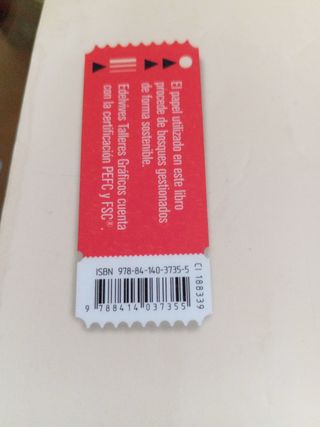 El papel utilizado en este libro
procede de bosques gestionados
de forma sostenible.
Edelvives Talleres Gráficos cuenta
con la certificación PEFC y FSC®.
ISBN 978-84-140-3735-5
9 788414 037355
CI 188339